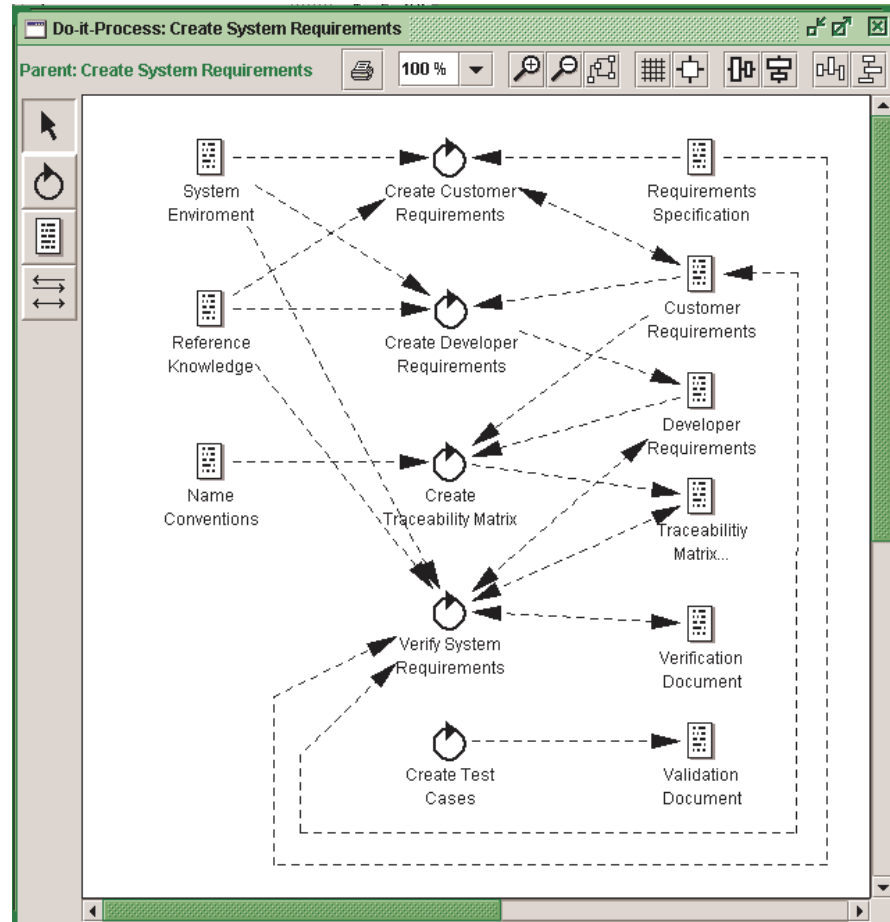 Do-it-Process: Create System Requirements
Parent: Create System Requirements
100 %
System
Enviroment
Create Customer
Requirements
Requirements
Specification
Reference
Knowledge
Create Developer
Requirements
Customer
Requirements
Developer
Requirements
Name
Conventions
Create
Traceability Matrix
Traceabilitiy
Matrix...
Verify System
Requirements
Verification
Document
Create Test
Cases
Validation
Document